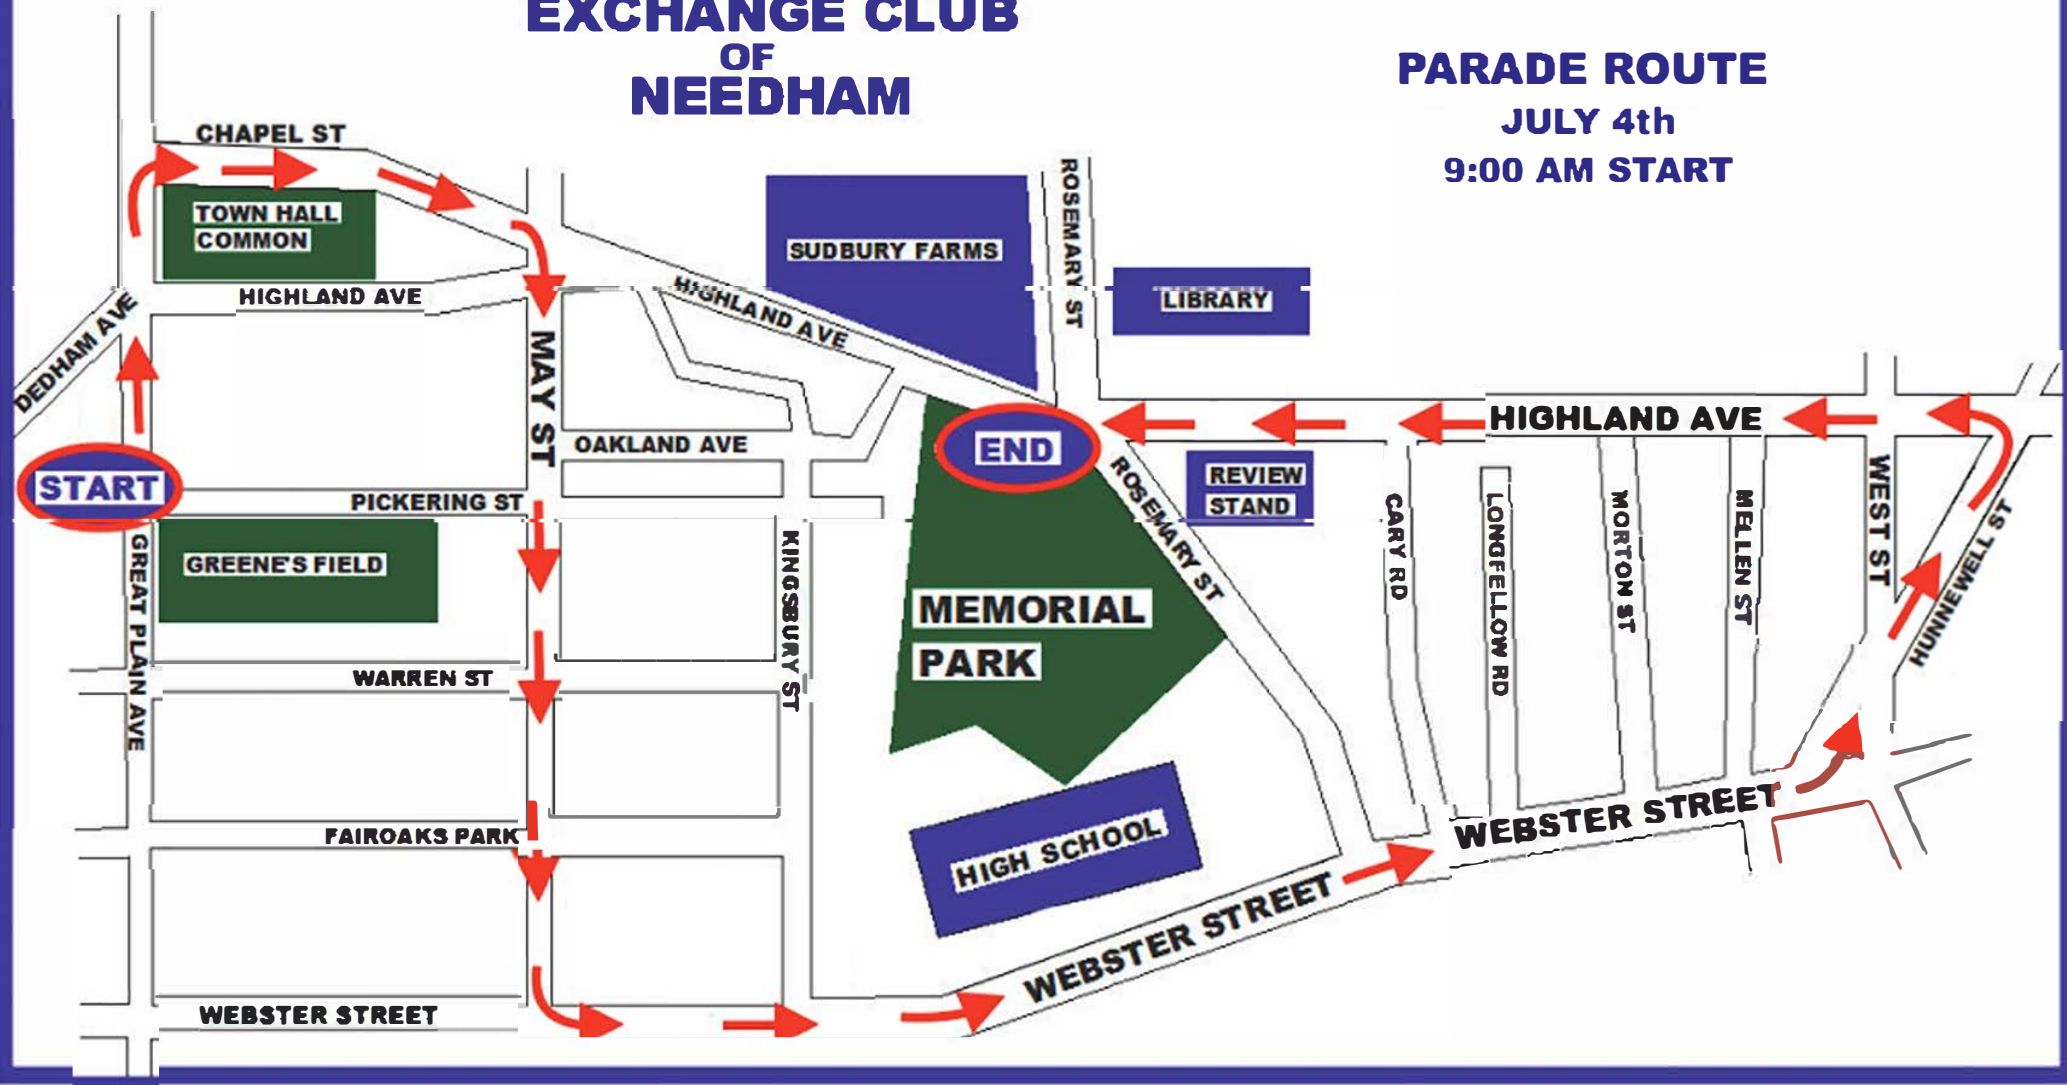 EXCHANGE CLUB
OF
NEEDHAM
PARADE ROUTE
JULY 4th
9:00 AM START
CHAPEL ST
TOWN HALL
COMMON
HIGHLAND AVE
DEDHAM AVE
SUDBURY FARMS
ROSEMARY ST
LIBRARY
HIGHLAND AVE
MAY ST
OAKLAND AVE
END
HIGHLAND AVE
START
PICKERING ST
REVIEW
STAND
ROSEMARY ST
CARY RD
LONGFELLOW RD
MORTON ST
MELLEN ST
WEST ST
HUNNEWELL ST
GREENE'S FIELD
GREAT PLAIN AVE
KINGSBURY ST
MEMORIAL
PARK
WARREN ST
FAIROAKS PARK
HIGH SCHOOL
WEBSTER STREET
WEBSTER STREET
WEBSTER STREET